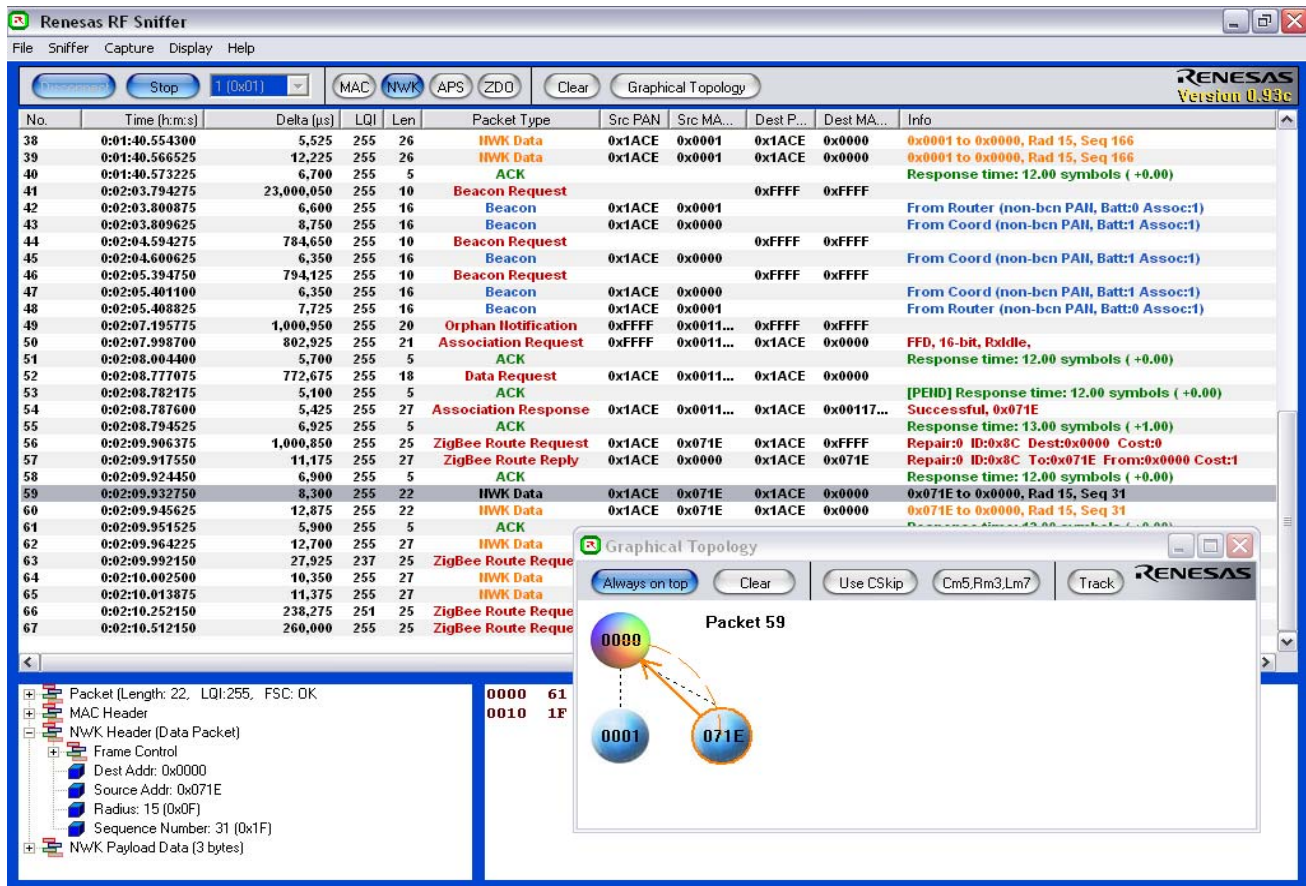 Renesas RF Sniffer
File Sniffer Capture Display Help
Stop 1 (0x01) MAC NWK APS ZDO Clear Graphical Topology RENESAS
Version 0.93c
No. Time (h:m:s) Delta (µs) LQI Len Packet Type Src PAN Src MA... Dest P... Dest MA... Info
38 0:01:40.554300 5,525 255 26 NWK Data 0x1ACE 0x0001 0x1ACE 0x0000 0x0001 to 0x0000, Rad 15, Seq 166
39 0:01:40.566525 12,225 255 26 NWK Data 0x1ACE 0x0001 0x1ACE 0x0000 0x0001 to 0x0000, Rad 15, Seq 166
40 0:01:40.573225 6,700 255 5 ACK Response time: 12.00 symbols ( +0.00)
41 0:02:03.794275 23,000,050 255 10 Beacon Request 0xFFFF 0xFFFF
42 0:02:03.800875 6,600 255 16 Beacon 0x1ACE 0x0001 From Router (non-bcn PAN, Batt:0 Assoc:1)
43 0:02:03.809625 8,750 255 16 Beacon 0x1ACE 0x0000 From Coord (non-bcn PAN, Batt:1 Assoc:1)
44 0:02:04.594275 784,650 255 10 Beacon Request 0xFFFF 0xFFFF
45 0:02:04.600625 6,350 255 16 Beacon 0x1ACE 0x0000 From Coord (non-bcn PAN, Batt:1 Assoc:1)
46 0:02:05.394750 794,125 255 10 Beacon Request 0xFFFF 0xFFFF
47 0:02:05.401100 6,350 255 16 Beacon 0x1ACE 0x0000 From Coord (non-bcn PAN, Batt:1 Assoc:1)
48 0:02:05.408825 7,725 255 16 Beacon 0x1ACE 0x0001 From Router (non-bcn PAN, Batt:0 Assoc:1)
49 0:02:07.195775 1,000,950 255 20 Orphan Notification 0xFFFF 0x0011... 0xFFFF 0xFFFF
50 0:02:07.998700 802,925 255 21 Association Request 0xFFFF 0x0011... 0x1ACE 0x0000 FFD, 16-bit, RxIdle,
51 0:02:08.004400 5,700 255 5 ACK Response time: 12.00 symbols ( +0.00)
52 0:02:08.777075 772,675 255 18 Data Request 0x1ACE 0x0011... 0x1ACE 0x0000
53 0:02:08.782175 5,100 255 5 ACK [PEND] Response time: 12.00 symbols ( +0.00)
54 0:02:08.787600 5,425 255 27 Association Response 0x1ACE 0x0011... 0x1ACE 0x00117... Successful, 0x071E
55 0:02:08.794525 6,925 255 5 ACK Response time: 13.00 symbols ( +1.00)
56 0:02:09.906375 1,000,850 255 25 ZigBee Route Request 0x1ACE 0x071E 0x1ACE 0xFFFF Repair:0 ID:0x8C Dest:0x0000 Cost:0
57 0:02:09.917550 11,175 255 27 ZigBee Route Reply 0x1ACE 0x0000 0x1ACE 0x071E Repair:0 ID:0x8C To:0x071E From:0x0000 Cost:1
58 0:02:09.924450 6,900 255 5 ACK Response time: 12.00 symbols ( +0.00)
59 0:02:09.932750 8,300 255 22 NWK Data 0x1ACE 0x071E 0x1ACE 0x0000 0x071E to 0x0000, Rad 15, Seq 31
60 0:02:09.945625 12,875 255 22 NWK Data 0x1ACE 0x071E 0x1ACE 0x0000 0x071E to 0x0000, Rad 15, Seq 31
61 0:02:09.951525 5,900 255 5 ACK
62 0:02:09.964225 12,700 255 27 NWK Data
63 0:02:09.992150 27,925 237 25 ZigBee Route Reque
64 0:02:10.002500 10,350 255 27 NWK Data
65 0:02:10.013875 11,375 255 27 NWK Data
66 0:02:10.252150 238,275 251 25 ZigBee Route Reque
67 0:02:10.512150 260,000 255 25 ZigBee Route Reque
Graphical Topology
Always on top Clear Use CSkip Cm5,Rm3,Lm7 Track RENESAS
Packet 59
0000
0001 071E
Packet (Length: 22, LQI:255, FSC: OK
MAC Header
NWK Header (Data Packet)
Frame Control
Dest Addr: 0x0000
Source Addr: 0x071E
Radius: 15 (0x0F)
Sequence Number: 31 (0x1F)
NWK Payload Data (3 bytes)
0000 61
0010 1F